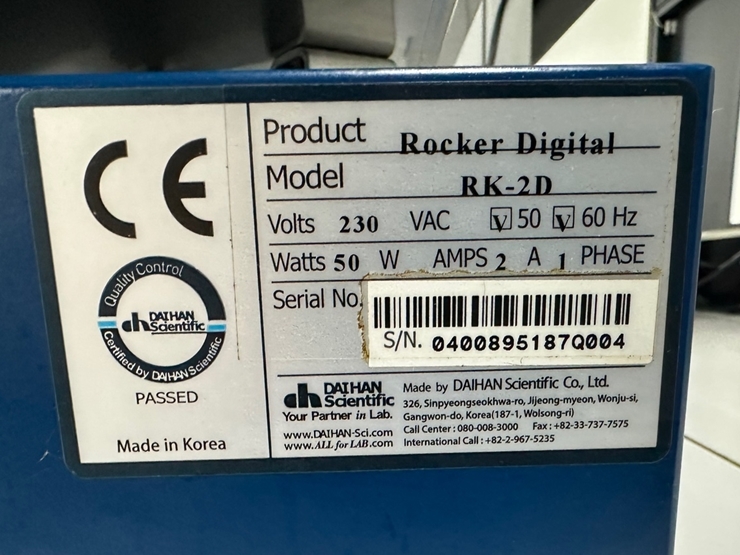 CE
Quality Control
DAIHAN
dh Scientific
Certified by DAIHAN Scientific
PASSED
Made in Korea
Product Rocker Digital
Model RK-2D
Volts 230 VAC V 50 V 60 Hz
Watts 50 W AMPS 2 A 1 PHASE
Serial No.
S/N. 0400895187Q004
DAIHAN
dh Scientific
Your Partner in Lab.
www.DAIHAN-Sci.com
www.ALL for LAB.com
Made by DAIHAN Scientific Co., Ltd.
326, Sinpyeongseokhwa-ro, Jijeong-myeon, Wonju-si,
Gangwon-do, Korea(187-1, Wolsong-ri)
Call Center : 080-008-3000 Fax : +82-33-737-7575
International Call : +82-2-967-5235